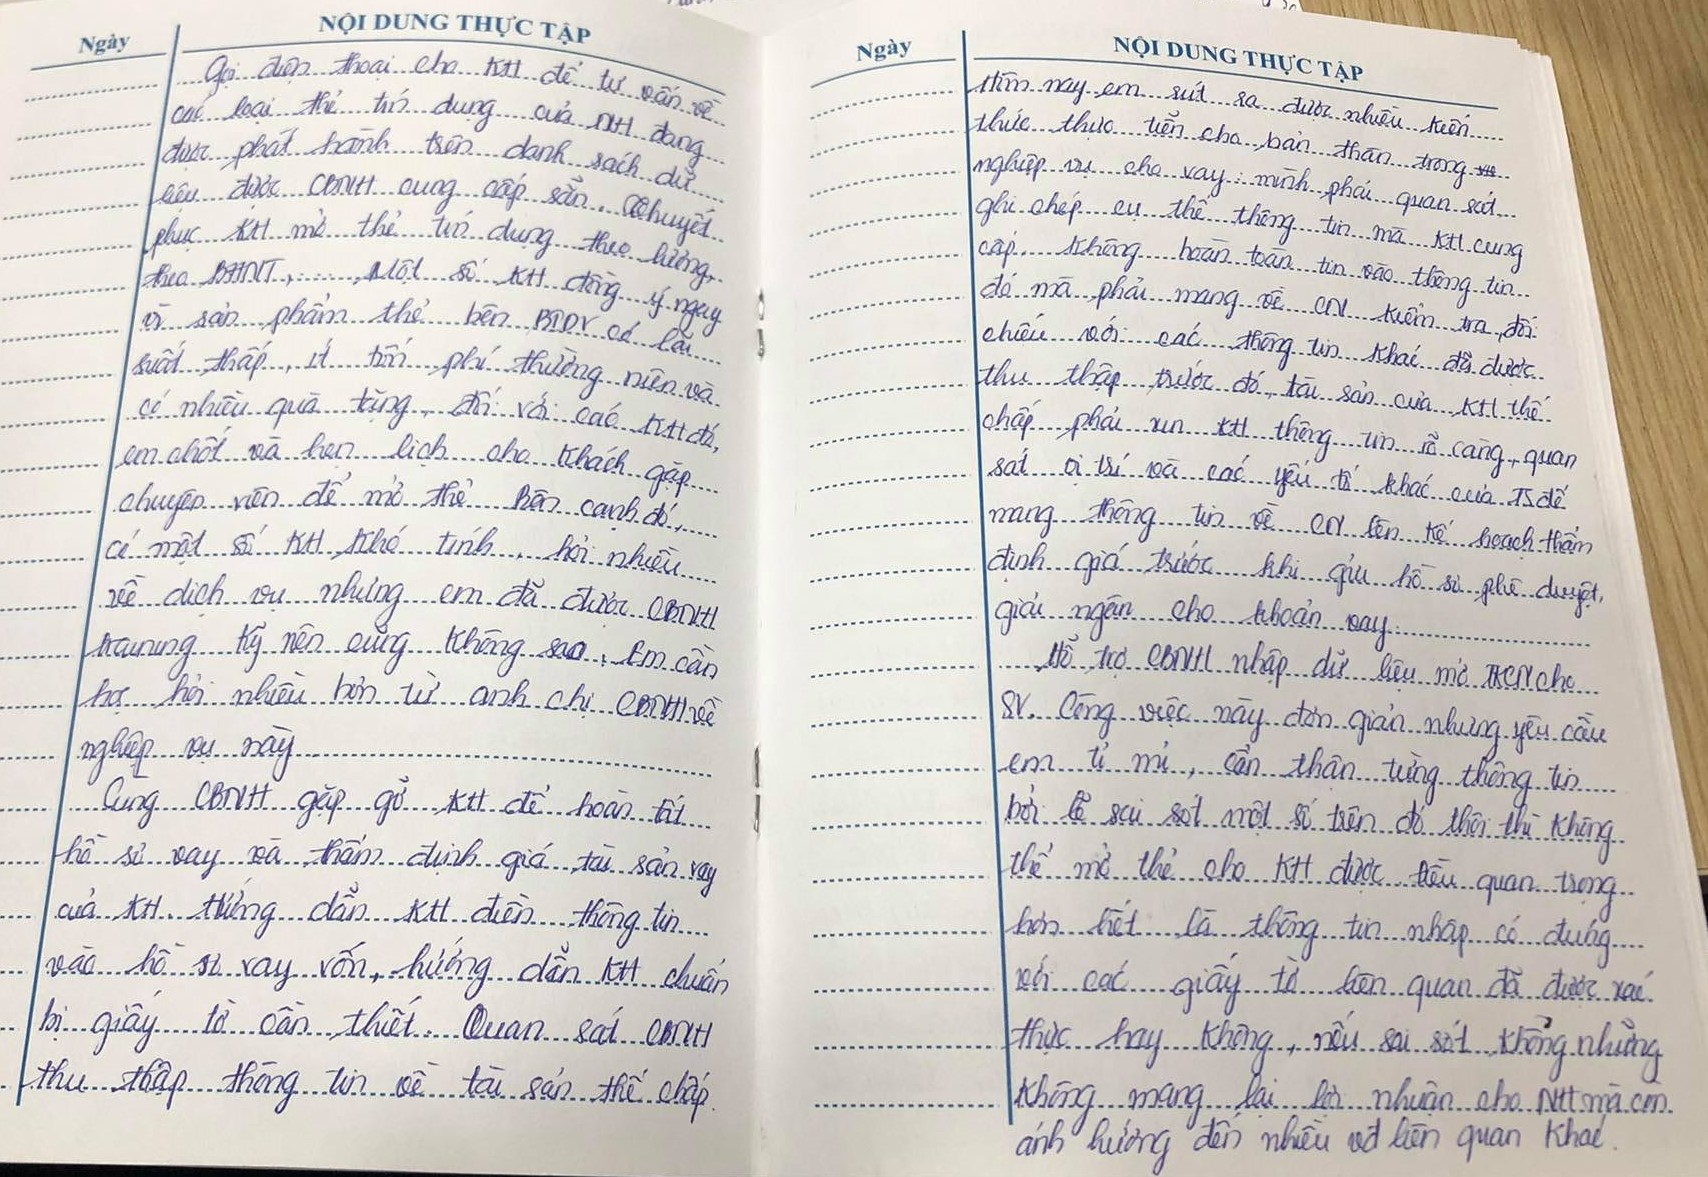 Ngày
NỘI DUNG THỰC TẬP
Gọi điện thoại cho KH để tư vấn về
các loại thẻ tín dụng của NH đang
được phát hành trên danh sách dữ
liệu được CBNH cung cấp sẵn. Thuyết
phục KH mở thẻ tín dụng theo lương,
theo BHNT,... Một số KH đồng ý ngay
vì sản phẩm thẻ bên BIDV có lãi
suất thấp, ít tốn phí thường niên và
có nhiều quà tặng, đối với các KH đó,
em chốt và hẹn lịch cho khách gặp
chuyên viên để mở thẻ. Bên cạnh đó,
có một số KH khó tính, hỏi nhiều
về dịch vụ nhưng em đã được CBNH
training kỹ nên cũng không sao. Em cần
học hỏi nhiều hơn từ anh chị CBNH về
nghiệp vụ này
Cùng CBNH gặp gỡ KH để hoàn tất
hồ sơ vay và thẩm định giá tài sản vay
của KH. Hướng dẫn KH điền thông tin
vào hồ sơ vay vốn, hướng dẫn KH chuẩn
bị giấy tờ cần thiết. Quan sát CBNH
thu thập thông tin về tài sản thế chấp.
Ngày
NỘI DUNG THỰC TẬP
Hôm nay em rút ra được nhiều kiến
thức thực tiễn cho bản thân trong
nghiệp vụ cho vay: mình phải quan sát
ghi chép cụ thể thông tin mà KH cung
cấp. Không hoàn toàn tin vào thông tin
đó mà phải mang về CN kiểm tra, đối
chiếu với các thông tin khác đã được
thu thập trước đó, tài sản của KH thế
chấp phải xin KH thông tin rõ ràng, quan
sát vị trí và các yếu tố khác của TS để
mang thông tin về CN lên kế hoạch thẩm
định giá trước khi gửi hồ sơ phê duyệt,
giải ngân cho khoản vay.
Hỗ trợ CBNH nhập dữ liệu mở TKCN cho
SV. Công việc này đơn giản nhưng yêu cầu
em tỉ mỉ, cẩn thận từng thông tin
bởi lẽ sai sót một số trên đó thôi thì không
thể mở thẻ cho KH được. Điều quan trọng
hơn hết là thông tin nhập có đúng
với các giấy tờ liên quan đã được xác
thực hay không, nếu sai sót không những
không mang lại lợi nhuận cho NH mà còn
ảnh hưởng đến nhiều vđ liên quan khác.